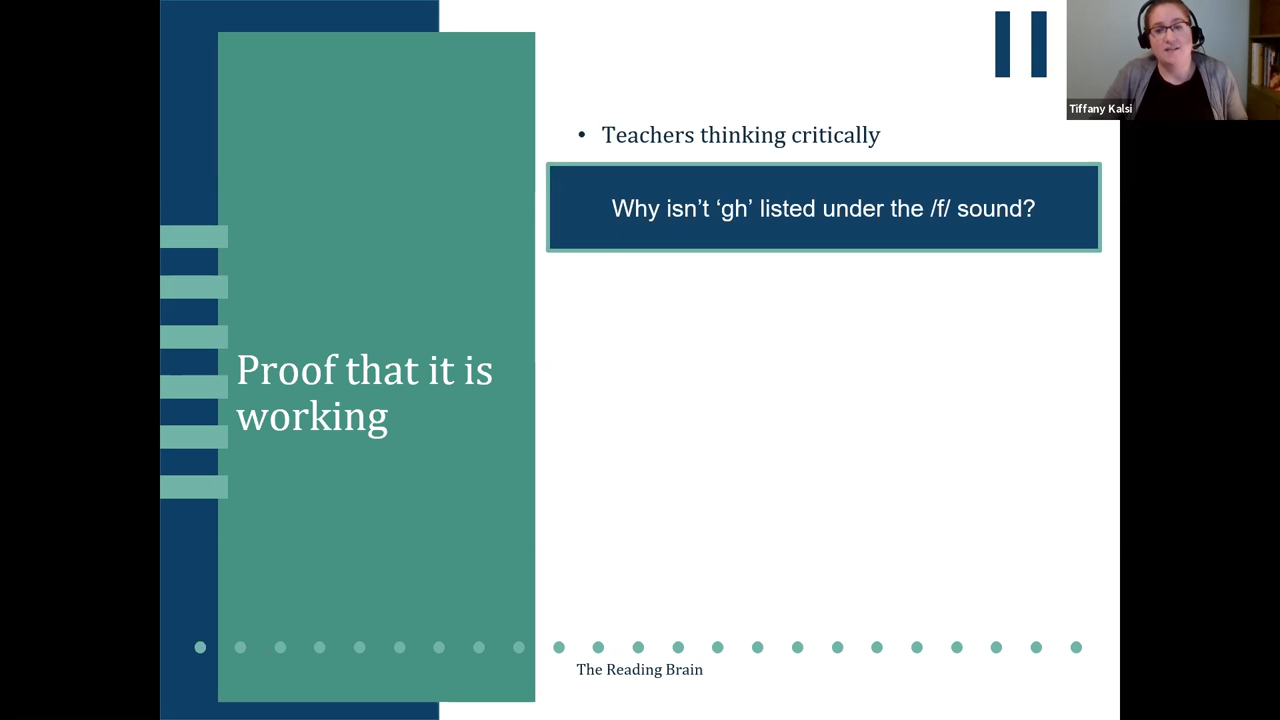 Tiffany Kalsi
• Teachers thinking critically
Why isn’t ‘gh’ listed under the /f/ sound?
Proof that it is
working
The Reading Brain